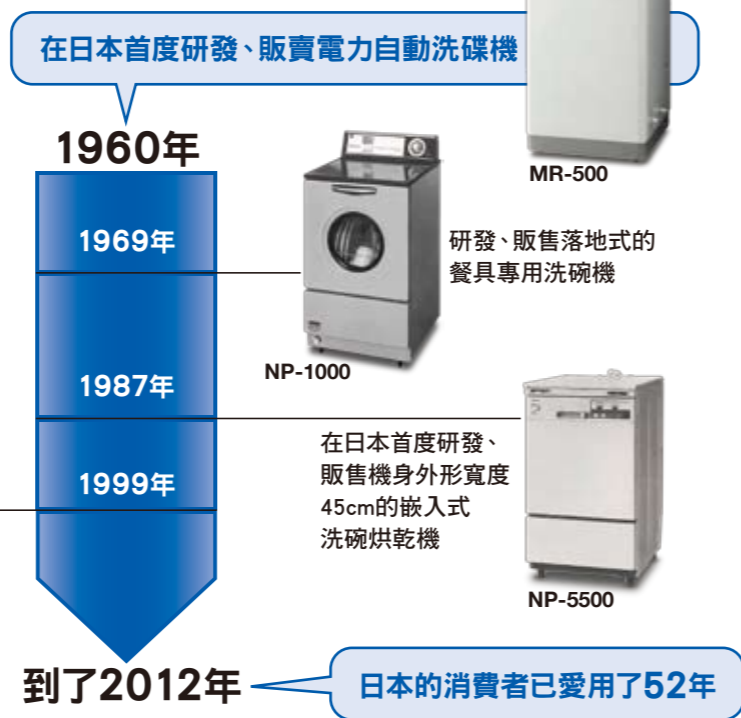 在日本首度研發、販賣電力自動洗碟機
1960年
MR-500
1969年
研發、販售落地式的
餐具專用洗碗機
NP-1000
1987年
在日本首度研發、
販售機身外形寬度
45cm的嵌入式
洗碗烘乾機
1999年
NP-5500
到了2012年
日本的消費者已愛用了52年